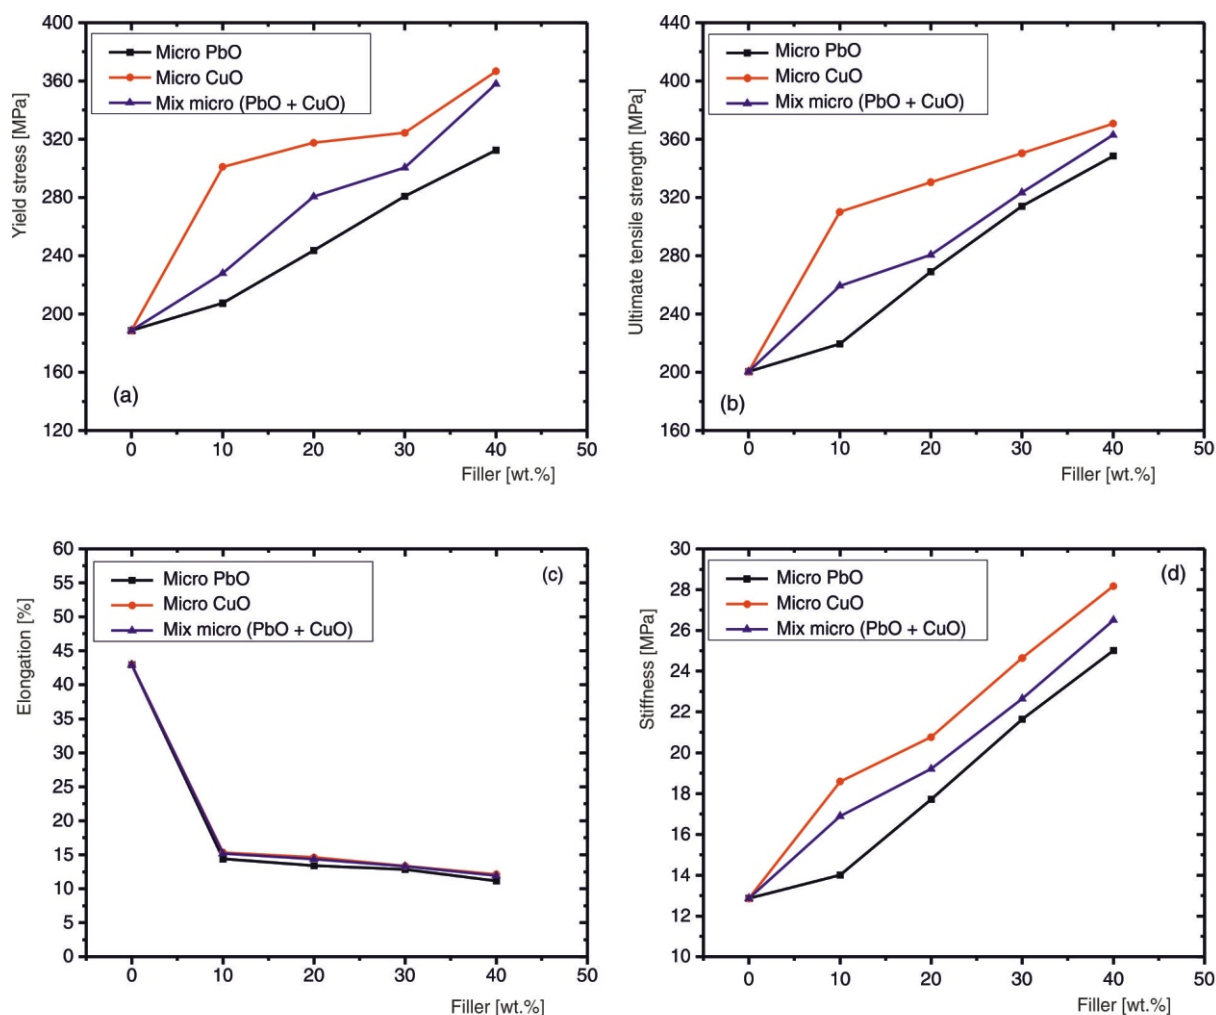 400
360
320
280
240
200
160
120
Yield stress [MPa]
Micro PbO
Micro CuO
Mix micro (PbO + CuO)
(a)
0 10 20 30 40 50
Filler [wt.%]
440
400
360
320
280
240
200
160
Ultimate tensile strength [MPa]
Micro PbO
Micro CuO
Mix micro (PbO + CuO)
(b)
0 10 20 30 40 50
Filler [wt.%]
60
55
50
45
40
35
30
25
20
15
10
5
0
Elongation [%]
Micro PbO
Micro CuO
Mix micro (PbO + CuO)
(c)
0 10 20 30 40 50
Filler [wt.%]
30
28
26
24
22
20
18
16
14
12
10
Stiffness [MPa]
Micro PbO
Micro CuO
Mix micro (PbO + CuO)
(d)
0 10 20 30 40 50
Filler [wt.%]